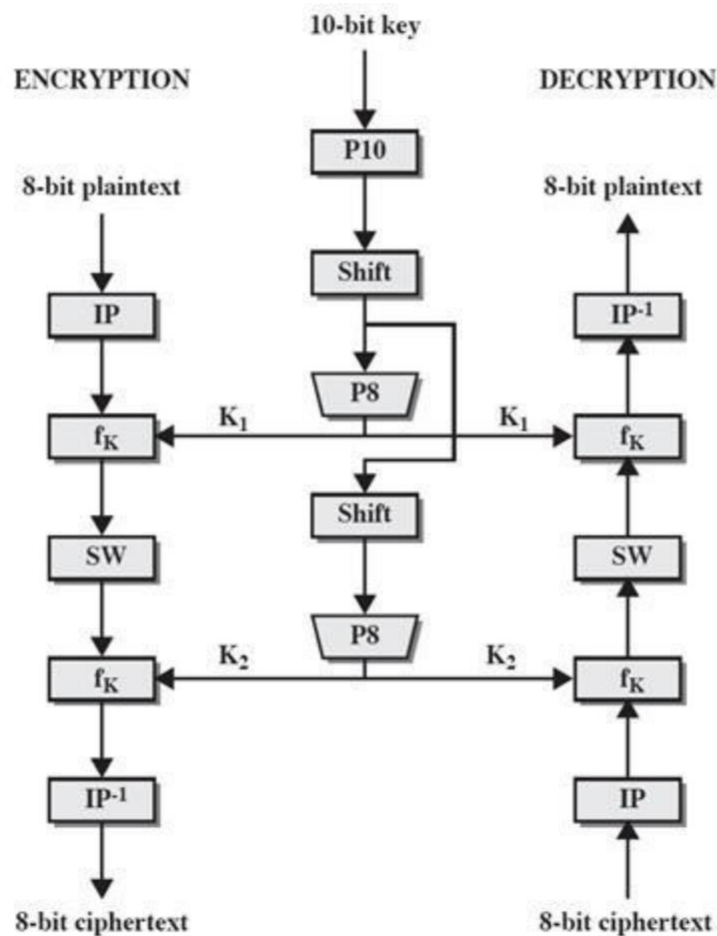 10-bit key
ENCRYPTION
DECRYPTION
P10
8-bit plaintext
8-bit plaintext
Shift
IP
IP-1
P8
K1
K1
fK
fK
Shift
SW
SW
P8
K2
K2
fK
fK
IP-1
IP
8-bit ciphertext
8-bit ciphertext